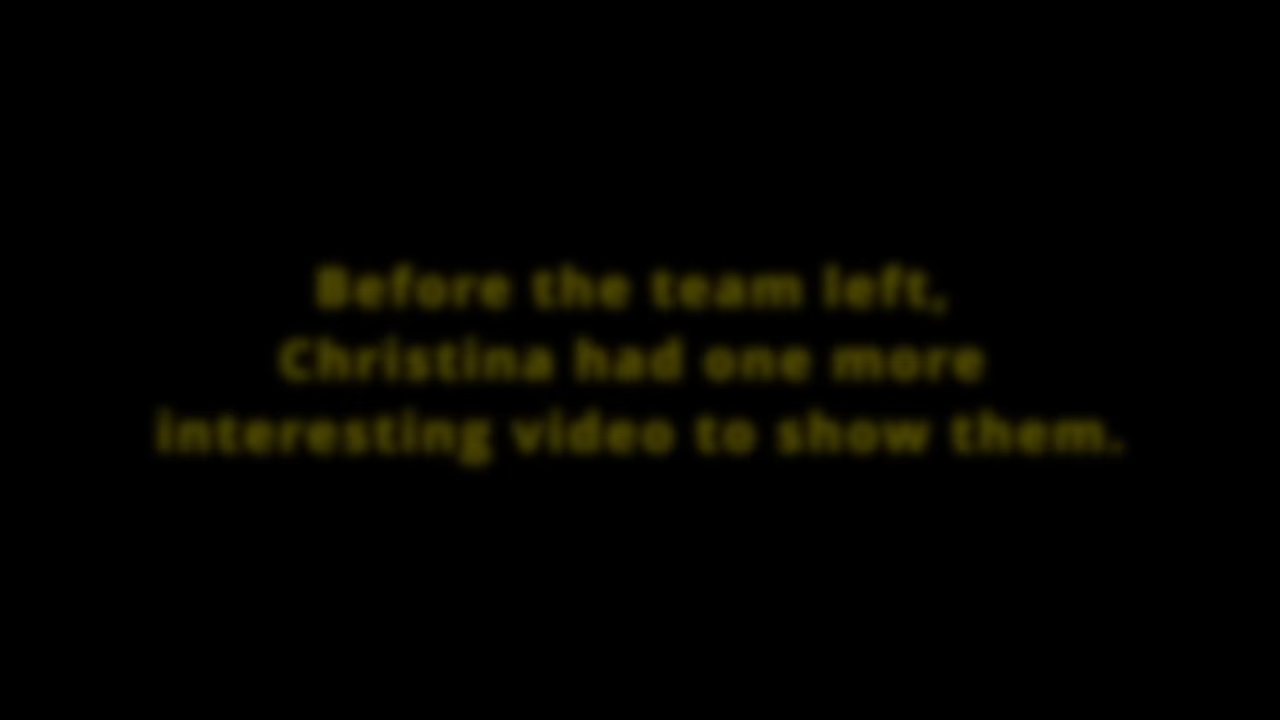 Before the team left,
Christina had one more
interesting video to show them.